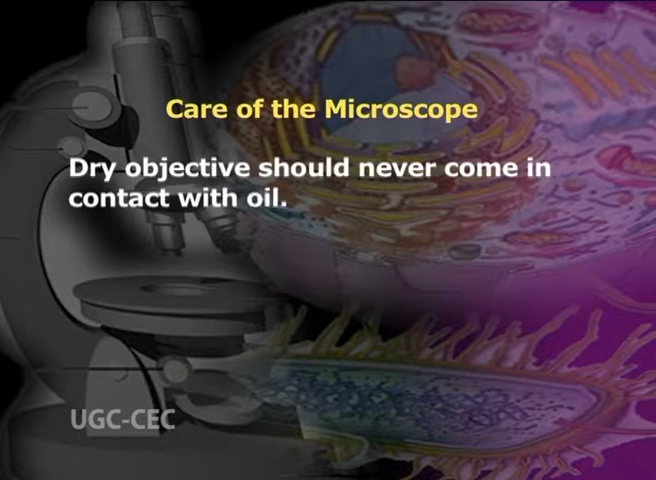 Care of the Microscope
Dry objective should never come in
contact with oil.
UGC-CEC